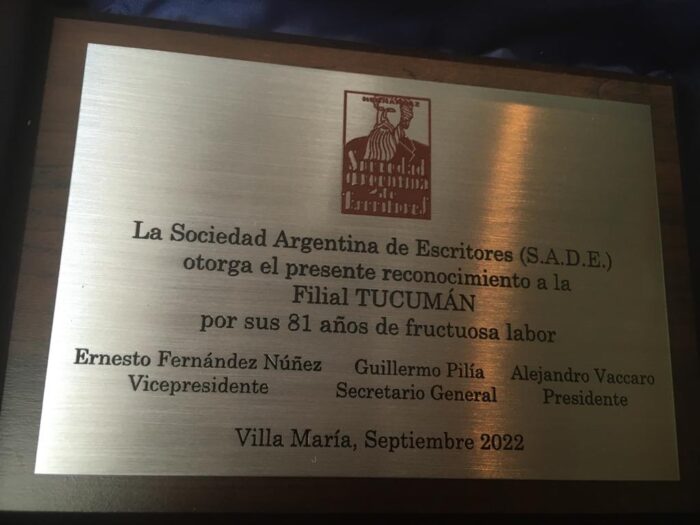 HERNANDEZ
Sociedad
Argentina
de
Escritores
La Sociedad Argentina de Escritores (S.A.D.E.)
otorga el presente reconocimiento a la
Filial TUCUMÁN
por sus 81 años de fructuosa labor
Ernesto Fernández Núñez Guillermo Pilía Alejandro Vaccaro
Vicepresidente Secretario General Presidente
Villa María, Septiembre 2022